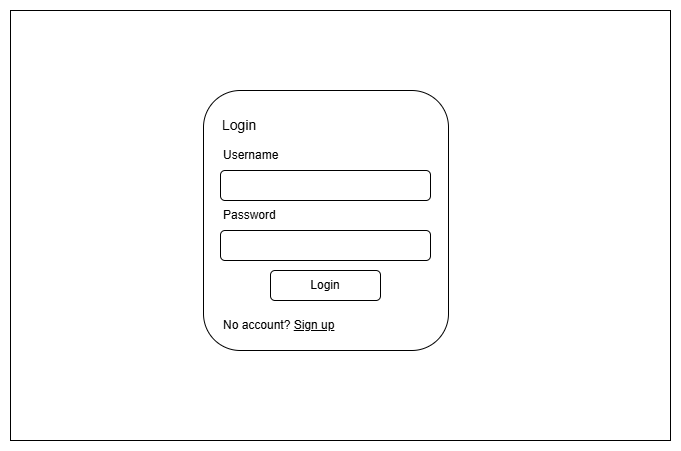 Login
Username
Password
Login
No account? Sign up